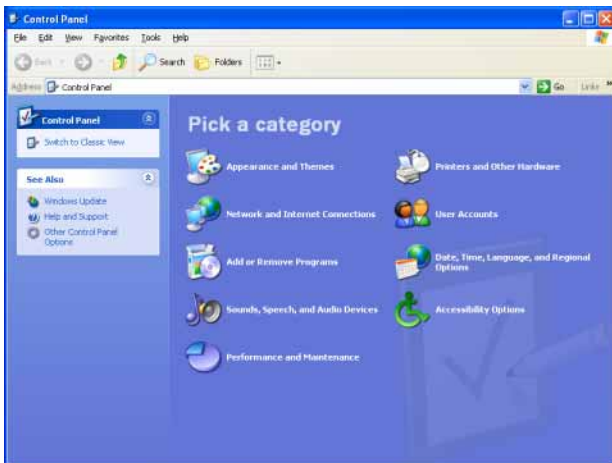 Control Panel
File Edit View Favorites Tools Help
Back Search Folders
Address Control Panel Go Links »
Control Panel
Switch to Classic View
See Also
Windows Update
Help and Support
Other Control Panel
Options
Pick a category
Appearance and Themes
Printers and Other Hardware
Network and Internet Connections
User Accounts
Add or Remove Programs
Date, Time, Language, and Regional
Options
Sounds, Speech, and Audio Devices
Accessibility Options
Performance and Maintenance